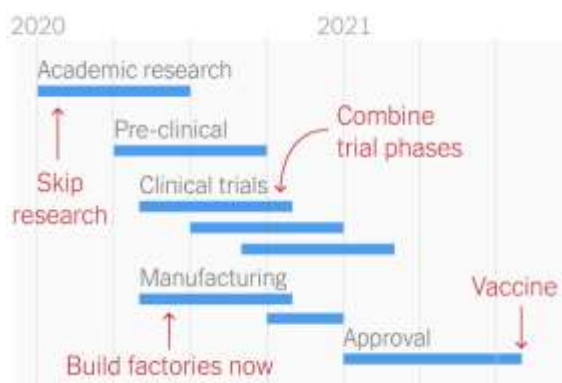 2020 2021
Academic research
Pre-clinical
Combine
trial phases
Skip
research
Clinical trials
Manufacturing
Vaccine
Build factories now
Approval